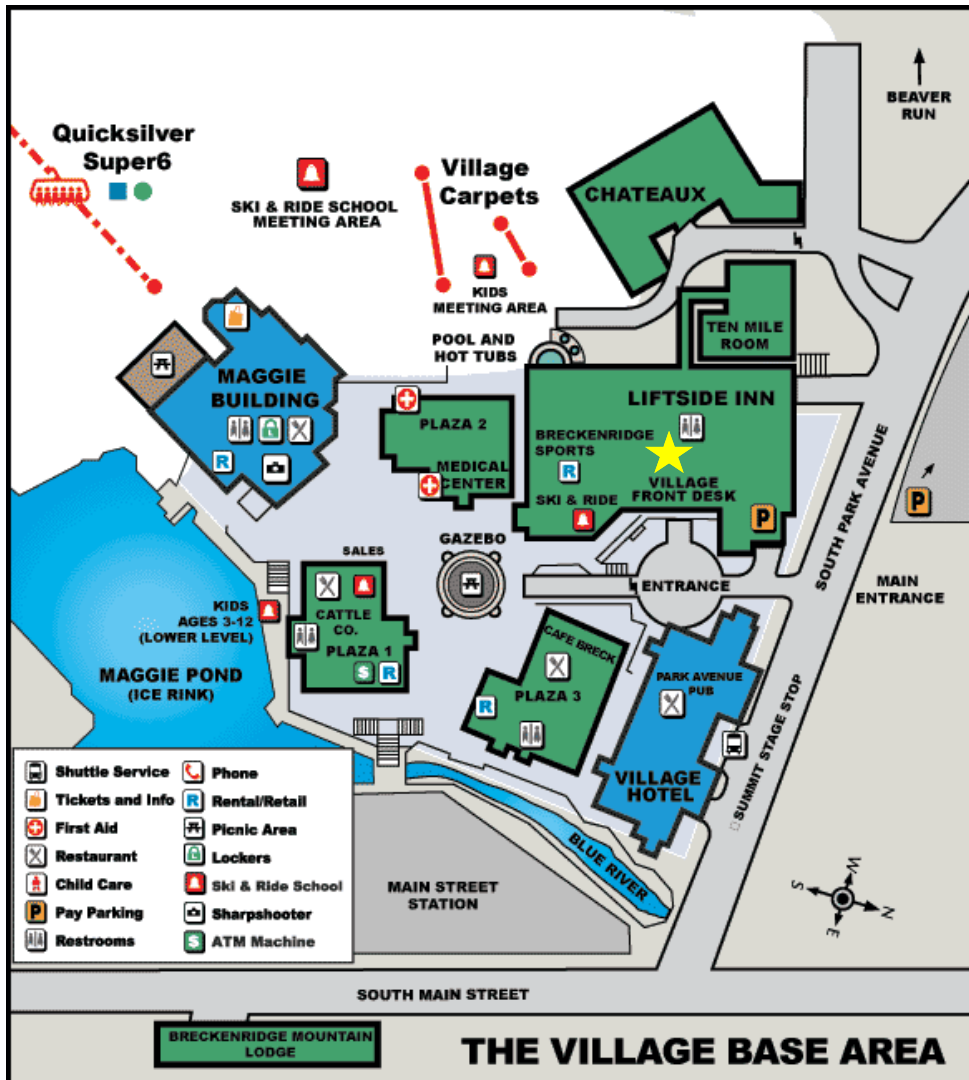 BEAVER
RUN
Quicksilver
Super6
SKI & RIDE SCHOOL
MEETING AREA
Village
Carpets
KIDS
MEETING AREA
CHATEAUX
TEN MILE
ROOM
POOL AND
HOT TUBS
MAGGIE
BUILDING
R
PLAZA 2
MEDICAL
CENTER
LIFTSIDE INN
BRECKENRIDGE
SPORTS
R
SKI & RIDE
VILLAGE
FRONT DESK
P
P
SOUTH PARK AVENUE
MAIN
ENTRANCE
GAZEBO
ENTRANCE
SALES
CATTLE
CO.
PLAZA 1
S
R
KIDS
AGES 3-12
(LOWER LEVEL)
MAGGIE POND
(ICE RINK)
CAFE BRECK
PLAZA 3
R
PARK AVENUE
PUB
VILLAGE
HOTEL
SUMMIT STAGE STOP
BLUE RIVER
Shuttle Service
Tickets and Info
First Aid
Restaurant
Child Care
P Pay Parking
Restrooms
Phone
R Rental/Retail
Picnic Area
Lockers
Ski & Ride School
Sharpshooter
S ATM Machine
MAIN STREET
STATION
W
S
N
E
SOUTH MAIN STREET
BRECKENRIDGE MOUNTAIN
LODGE
THE VILLAGE BASE AREA